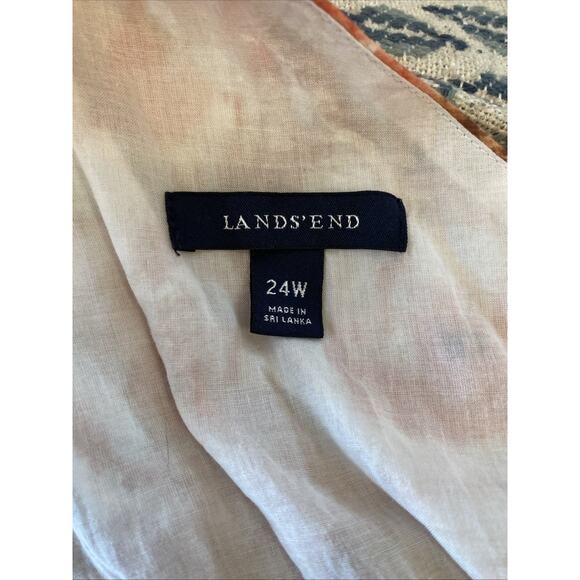 LANDS'END
24W
MADE IN
SRI LANKA